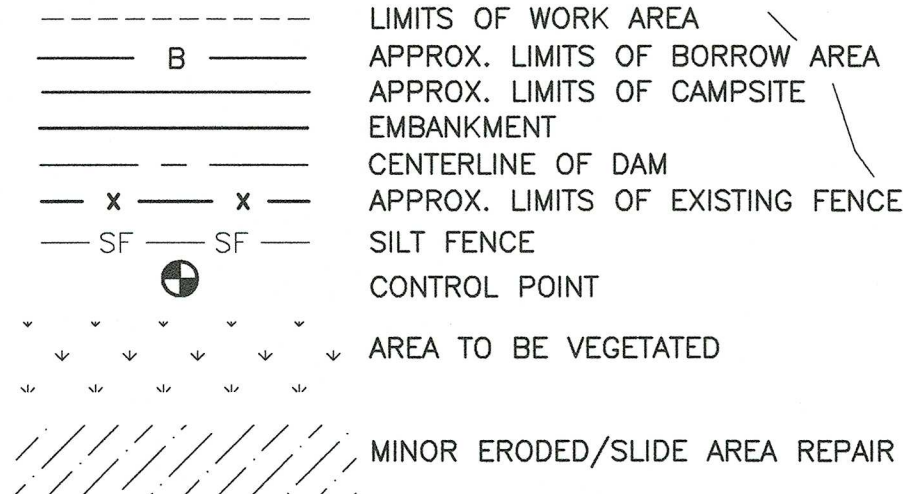 LIMITS OF WORK AREA
B APPROX. LIMITS OF BORROW AREA
APPROX. LIMITS OF CAMPSITE
EMBANKMENT
CENTERLINE OF DAM
X X APPROX. LIMITS OF EXISTING FENCE
SF SF SILT FENCE
CONTROL POINT
AREA TO BE VEGETATED
MINOR ERODED/SLIDE AREA REPAIR